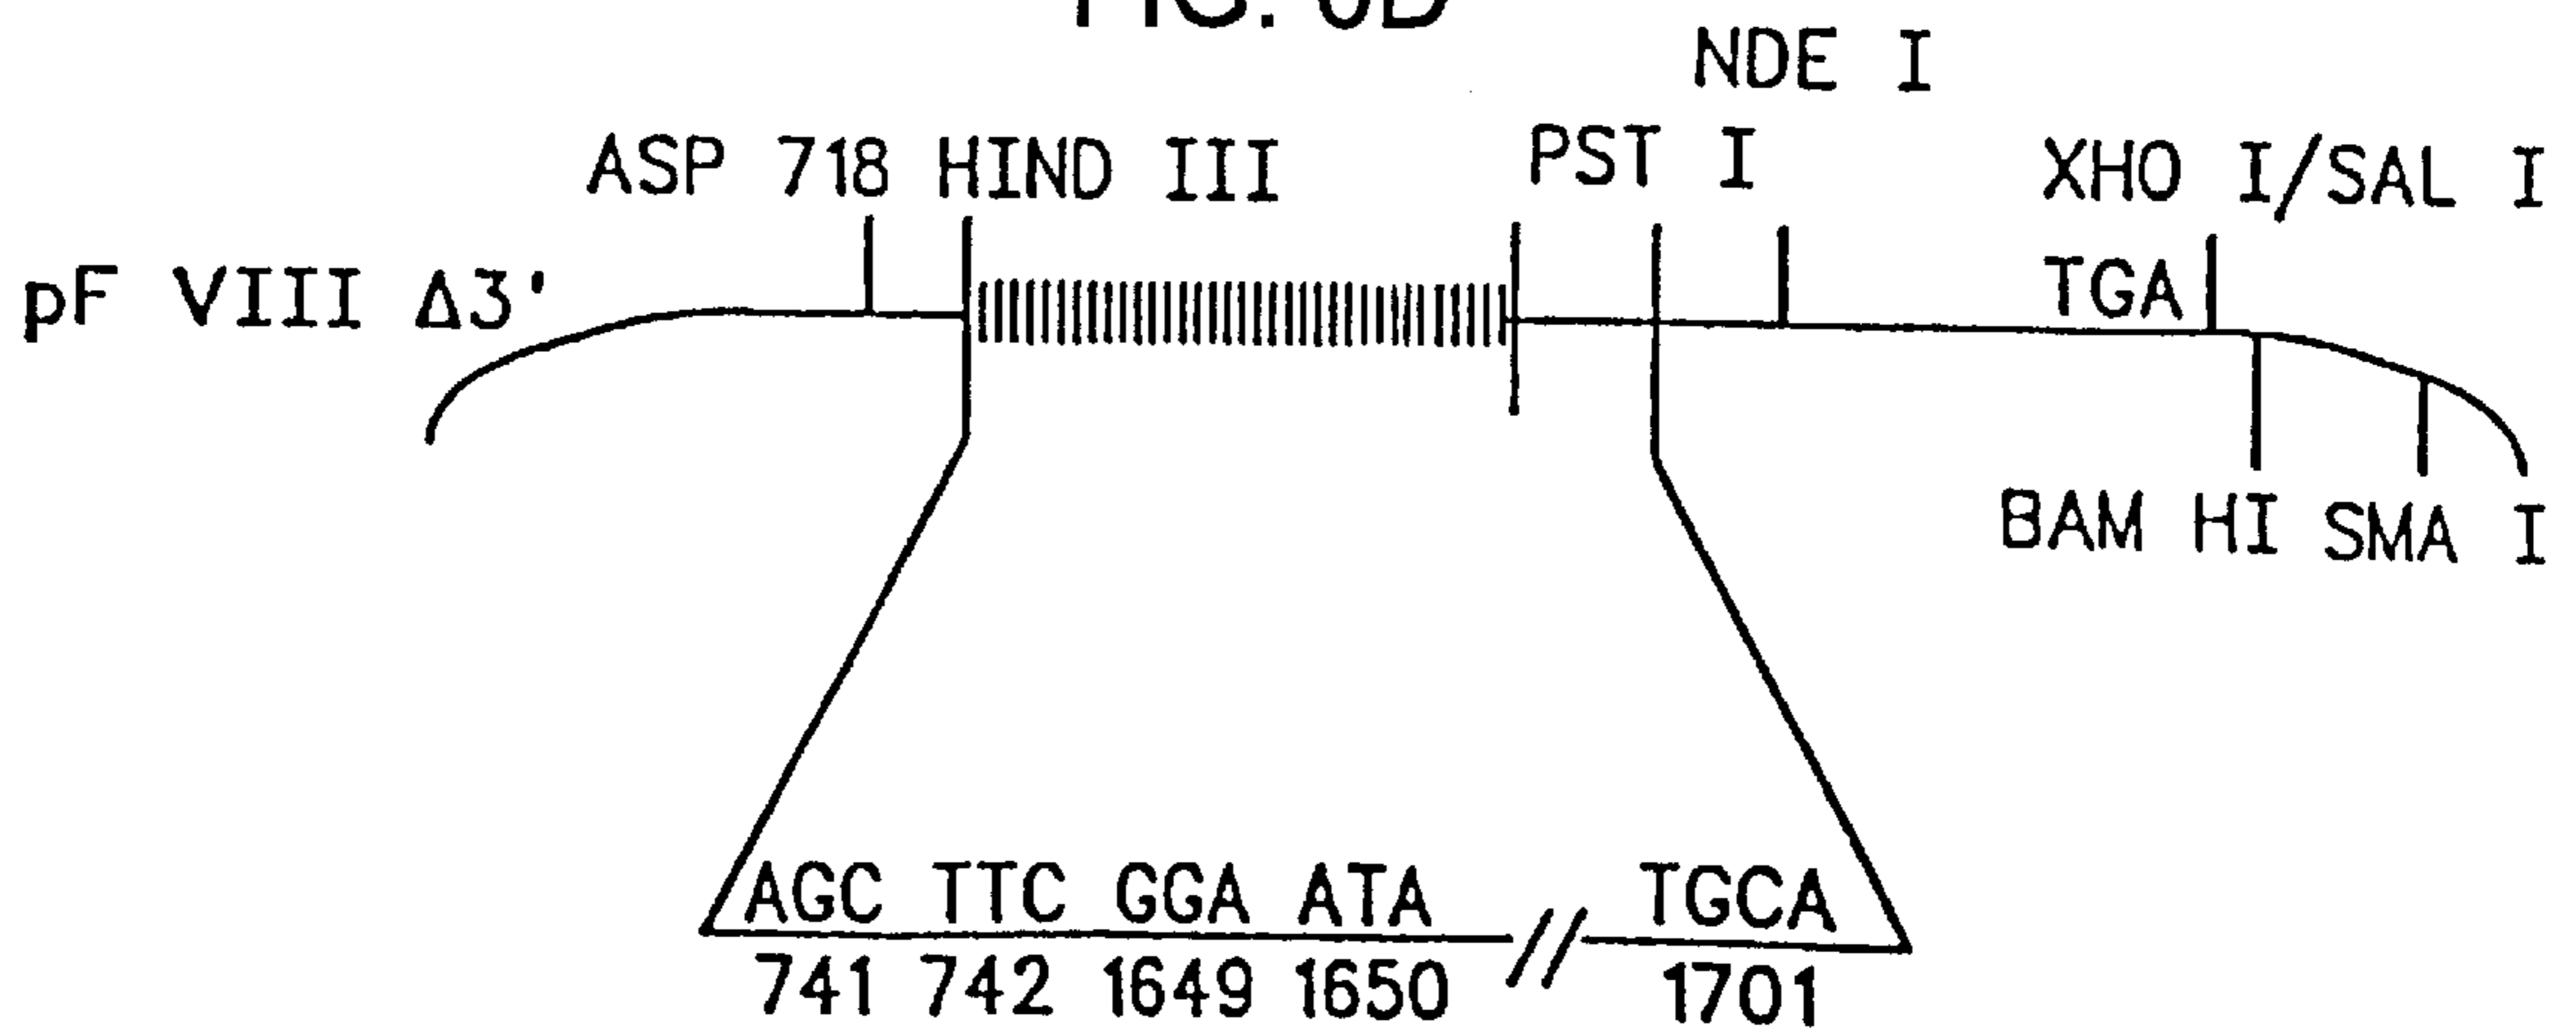 NDE I
ASP 718 HIND III PST I XHO I/SAL I
pF VIII Δ3' TGA
BAM HI SMA I
AGC TTC GGA ATA // TGCA
741 742 1649 1650 1701